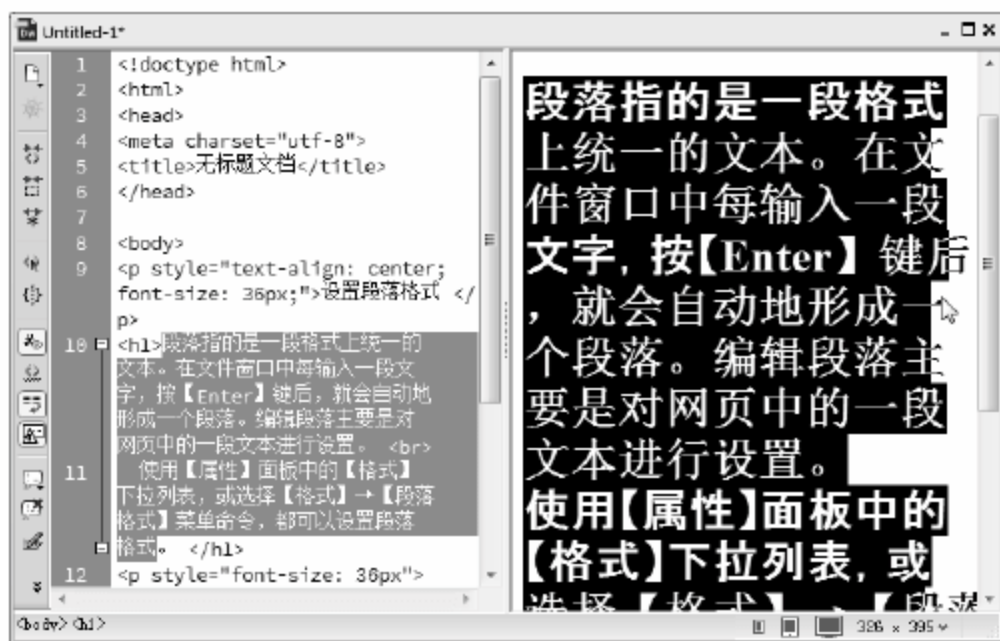 Untitled-1*
1 <!doctype html>
2 <html>
3 <head>
4 <meta charset="utf-8">
5 <title>无标题文档</title>
6 </head>
7
8 <body>
9 <p style="text-align: center;
font-size: 36px;">设置段落格式 </
p>
10 <h1>段落指的是一段格式上统一的
文本。在文件窗口中每输入一段文
字，按【Enter】键后，就会自动地
形成一个段落。编辑段落主要是对
网页中的一段文本进行设置。 <br>
11 使用【属性】面板中的【格式】
下拉列表，或选择【格式】→【段落
格式】菜单命令，都可以设置段落
格式。 </h1>
12 <p style="font-size: 36px">
<body> <h1>
段落指的是一段格式
上统一的文本。在文
件窗口中每输入一段
文字，按【Enter】键后
，就会自动地形成一
个段落。编辑段落主
要是对网页中的一段
文本进行设置。
使用【属性】面板中的
【格式】下拉列表，或
选择【格式】→【段落
326 × 395